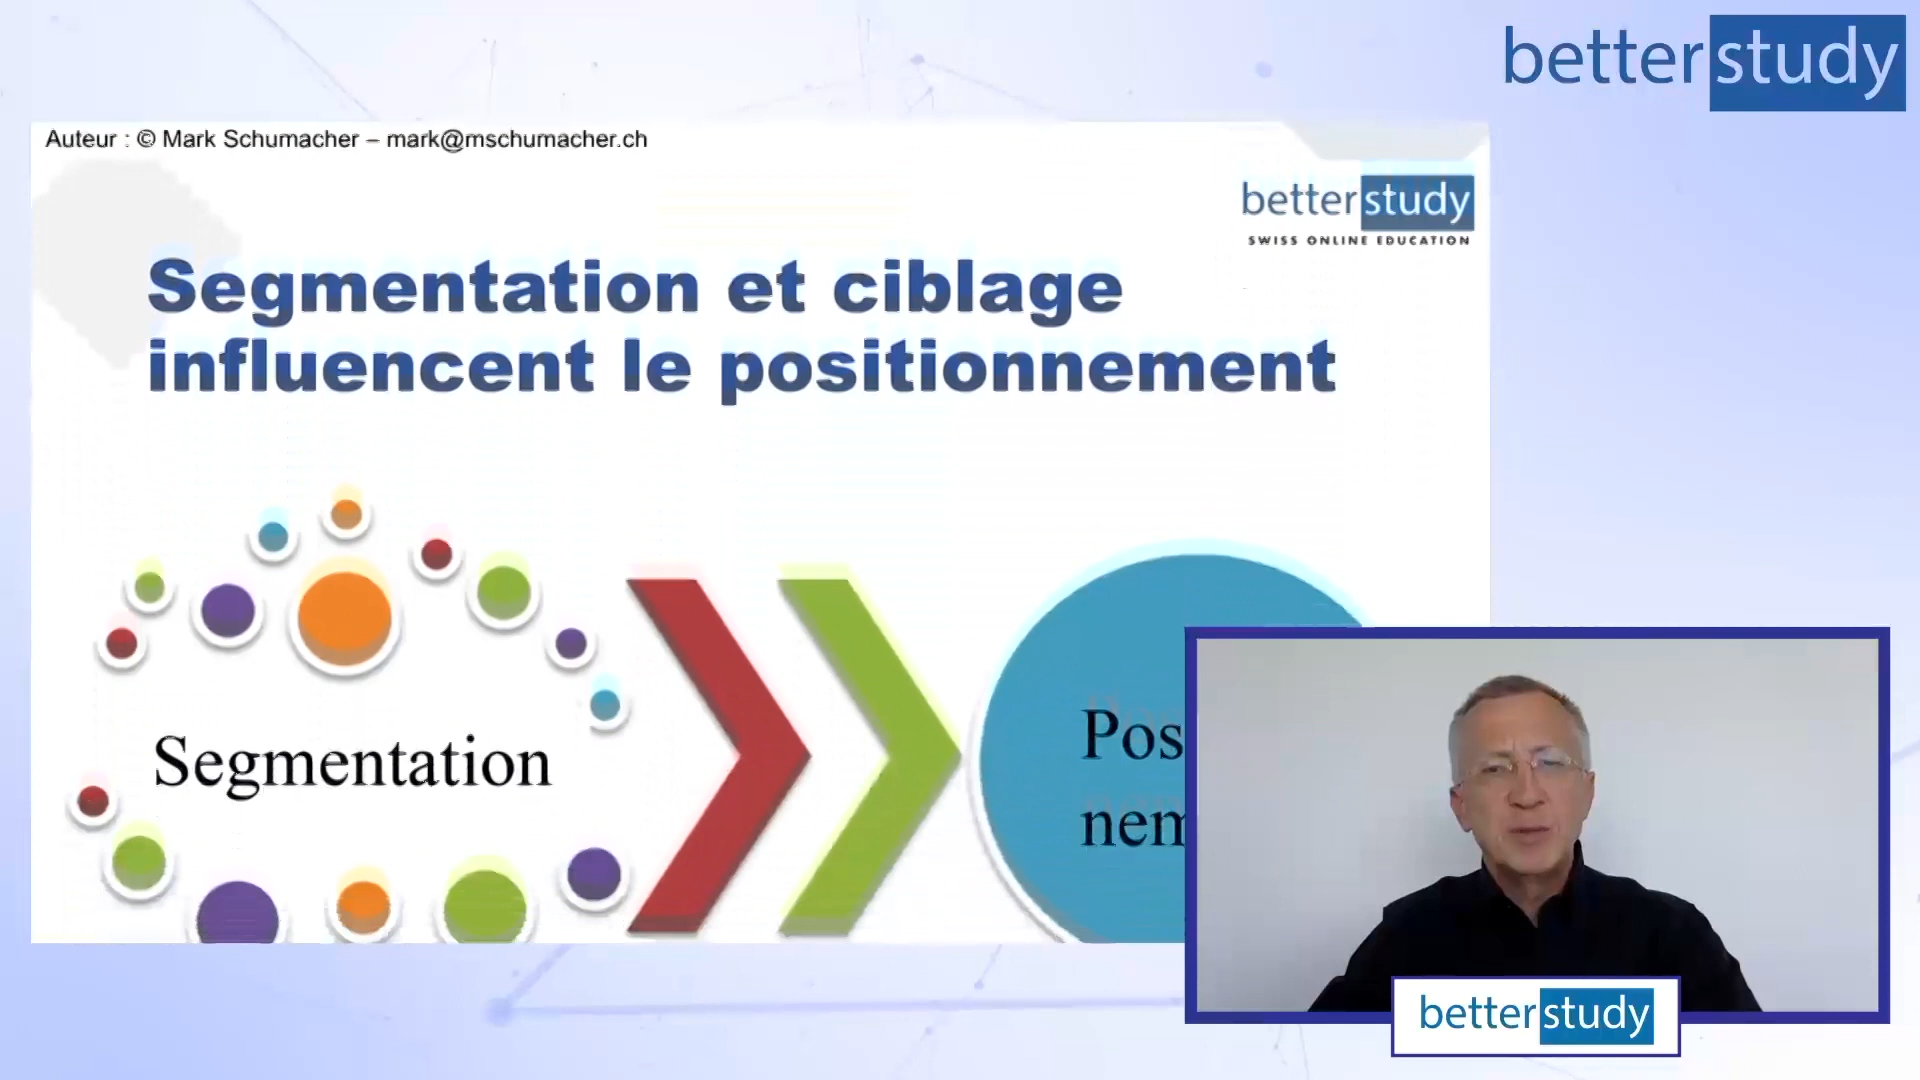 betterstudy
Auteur : © Mark Schumacher – mark@mschumacher.ch
betterstudy
SWISS ONLINE EDUCATION
Segmentation et ciblage
influencent le positionnement
Segmentation
Pos
nem
betterstudy